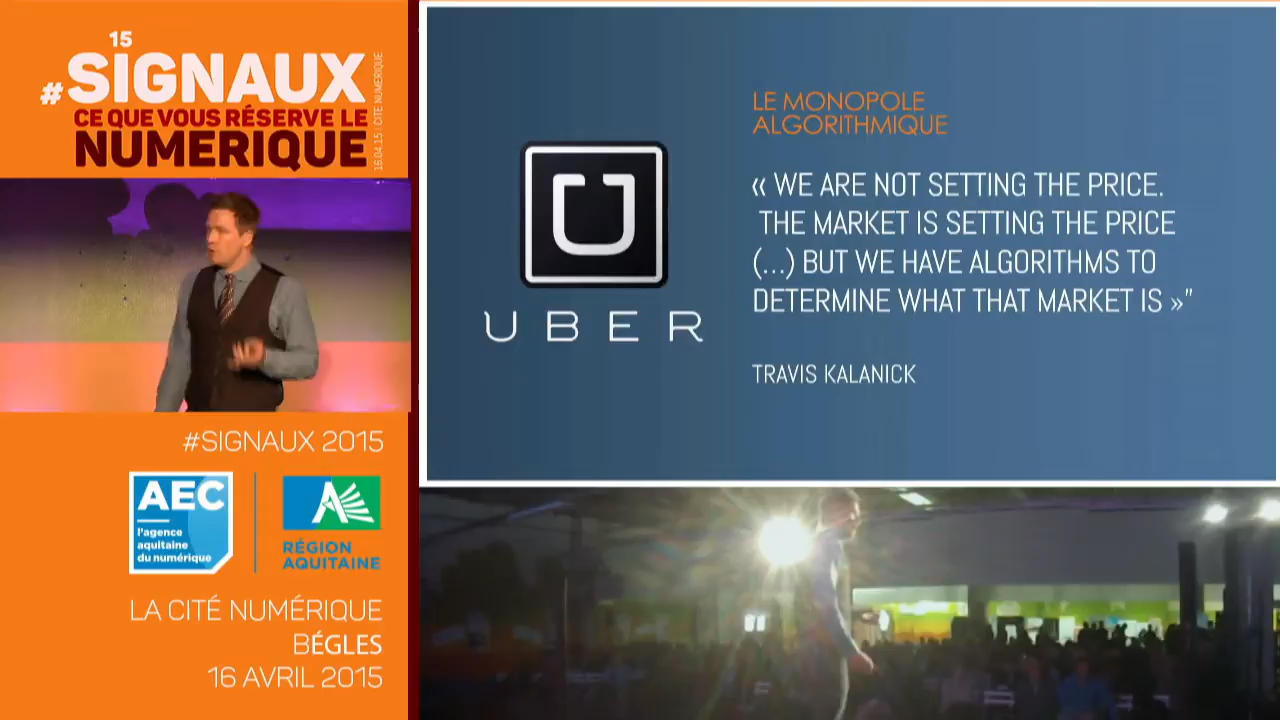 15
#SIGNAUX
CE QUE VOUS RÉSERVE LE
NUMERIQUE
16.04.15 | CITÉ NUMERIQUE
#SIGNAUX 2015
AEC
l'agence
aquitaine
du numérique
RÉGION
AQUITAINE
LA CITÉ NUMÉRIQUE
BÉGLES
16 AVRIL 2015
LE MONOPOLE
ALGORITHMIQUE
« WE ARE NOT SETTING THE PRICE.
THE MARKET IS SETTING THE PRICE
(...) BUT WE HAVE ALGORITHMS TO
DETERMINE WHAT THAT MARKET IS »"
TRAVIS KALANICK
U
UBER